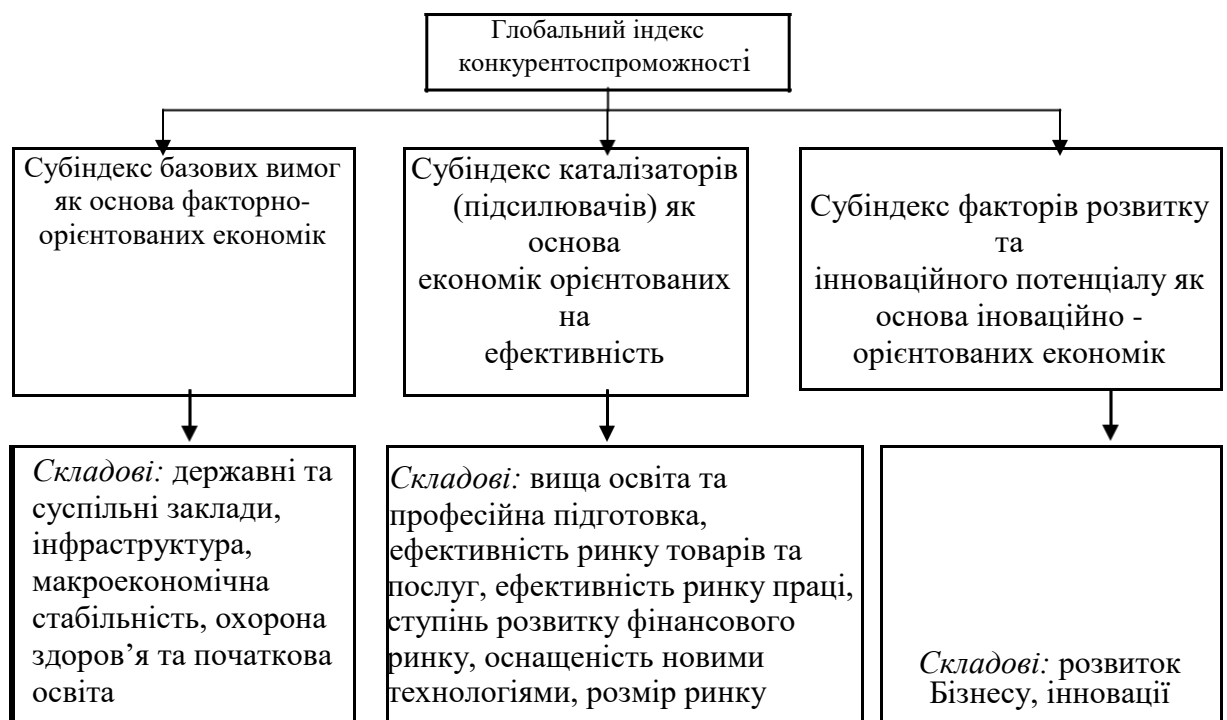 Глобальний індекс
конкурентоспроможності
Субіндекс базових вимог
як основа факторно-
орієнтованих економік
Субіндекс каталізаторів
(підсилювачів) як
основа
економік орієнтованих
на
ефективність
Субіндекс факторів розвитку
та
інноваційного потенціалу як
основа іноваційно -
орієнтованих економік
Складові: державні та
суспільні заклади,
інфраструктура,
макроекономічна
стабільність, охорона
здоров’я та початкова
освіта
Складові: вища освіта та
професійна підготовка,
ефективність ринку товарів та
послуг, ефективність ринку праці,
ступінь розвитку фінансового
ринку, оснащеність новими
технологіями, розмір ринку
Складові: розвиток
Бізнесу, інновації